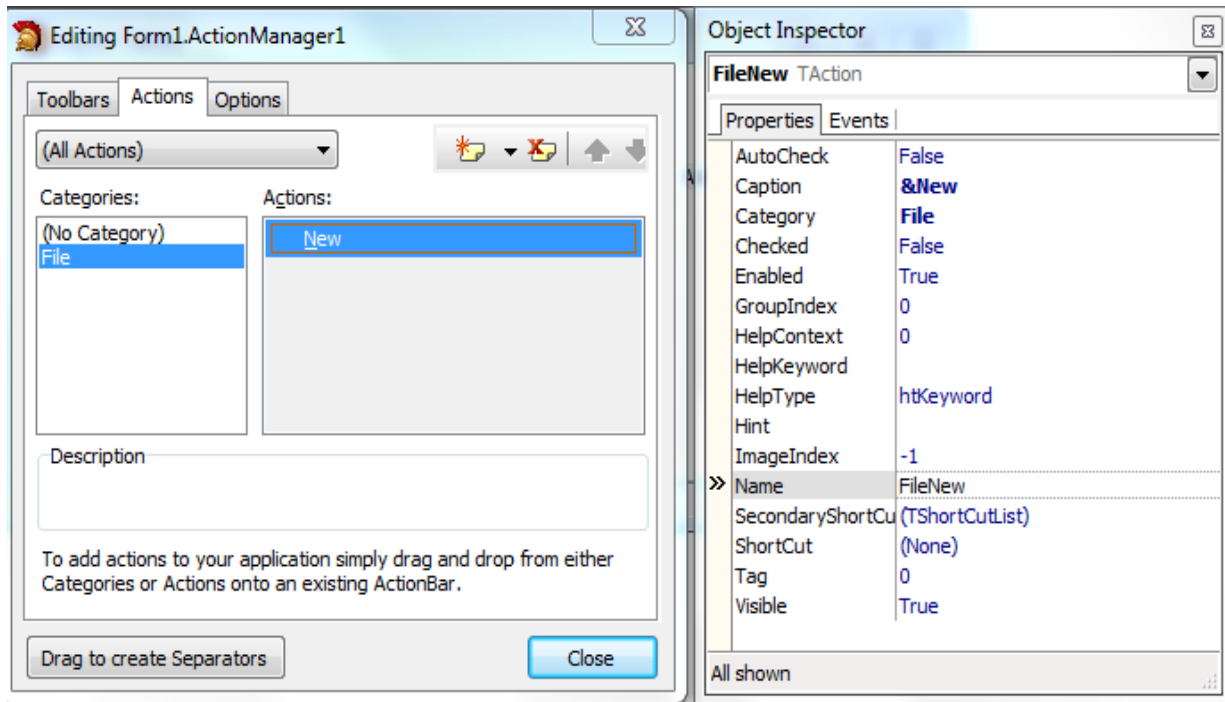 Editing Form1.ActionManager1
Toolbars Actions Options
(All Actions)
Categories:
Actions:
(No Category)
File
New
Description
To add actions to your application simply drag and drop from either
Categories or Actions onto an existing ActionBar.
Drag to create Separators
Close
Object Inspector
FileNew TAction
Properties Events
AutoCheck False
Caption &New
Category File
Checked False
Enabled True
GroupIndex 0
HelpContext 0
HelpKeyword
HelpType htKeyword
Hint
ImageIndex -1
Name FileNew
SecondaryShortCu (TShortCutList)
ShortCut (None)
Tag 0
Visible True
All shown